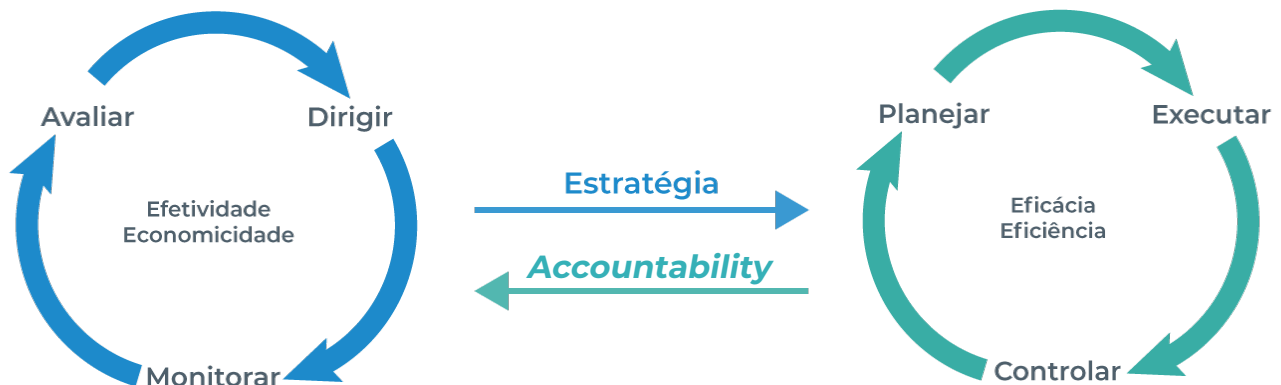 Avaliar
Dirigir
Efetividade
Economicidade
Monitorar
Estratégia
Accountability
Planejar
Executar
Eficácia
Eficiência
Controlar